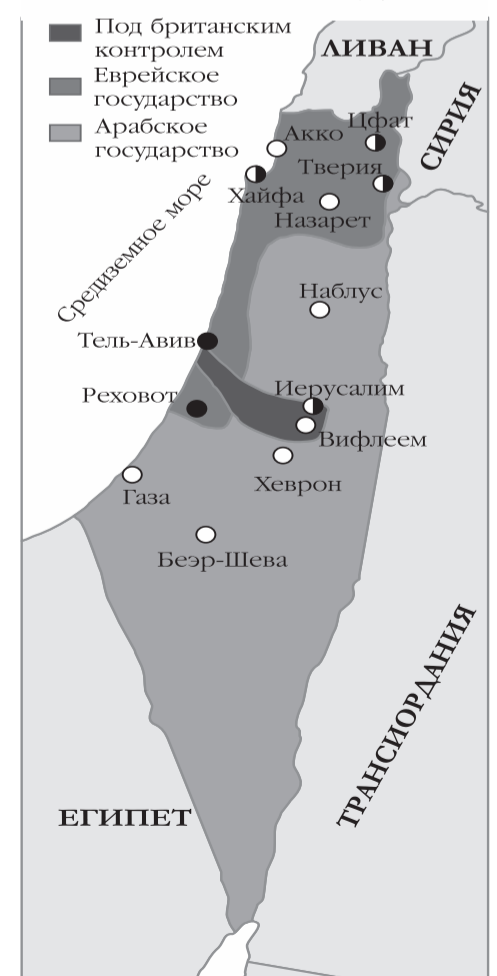 Под британским
контролем
Еврейское
государство
Арабское
государство
ЛИВАН
СИРИЯ
Цфат
Акко
Тверия
Хайфа
Назарет
Средиземное море
Наблус
Тель-Авив
Иерусалим
Реховот
Вифлеем
Хеврон
Газа
Беэр-Шева
ТРАНСИОРДАНИЯ
ЕГИПЕТ